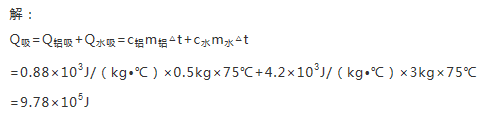 解：
Q吸=Q铝吸+Q水吸=c铝m铝△t+c水m水△t
=0.88×10³J/（kg•℃）×0.5kg×75℃+4.2×10³J/（kg•℃）×3kg×75℃
=9.78×10⁵J